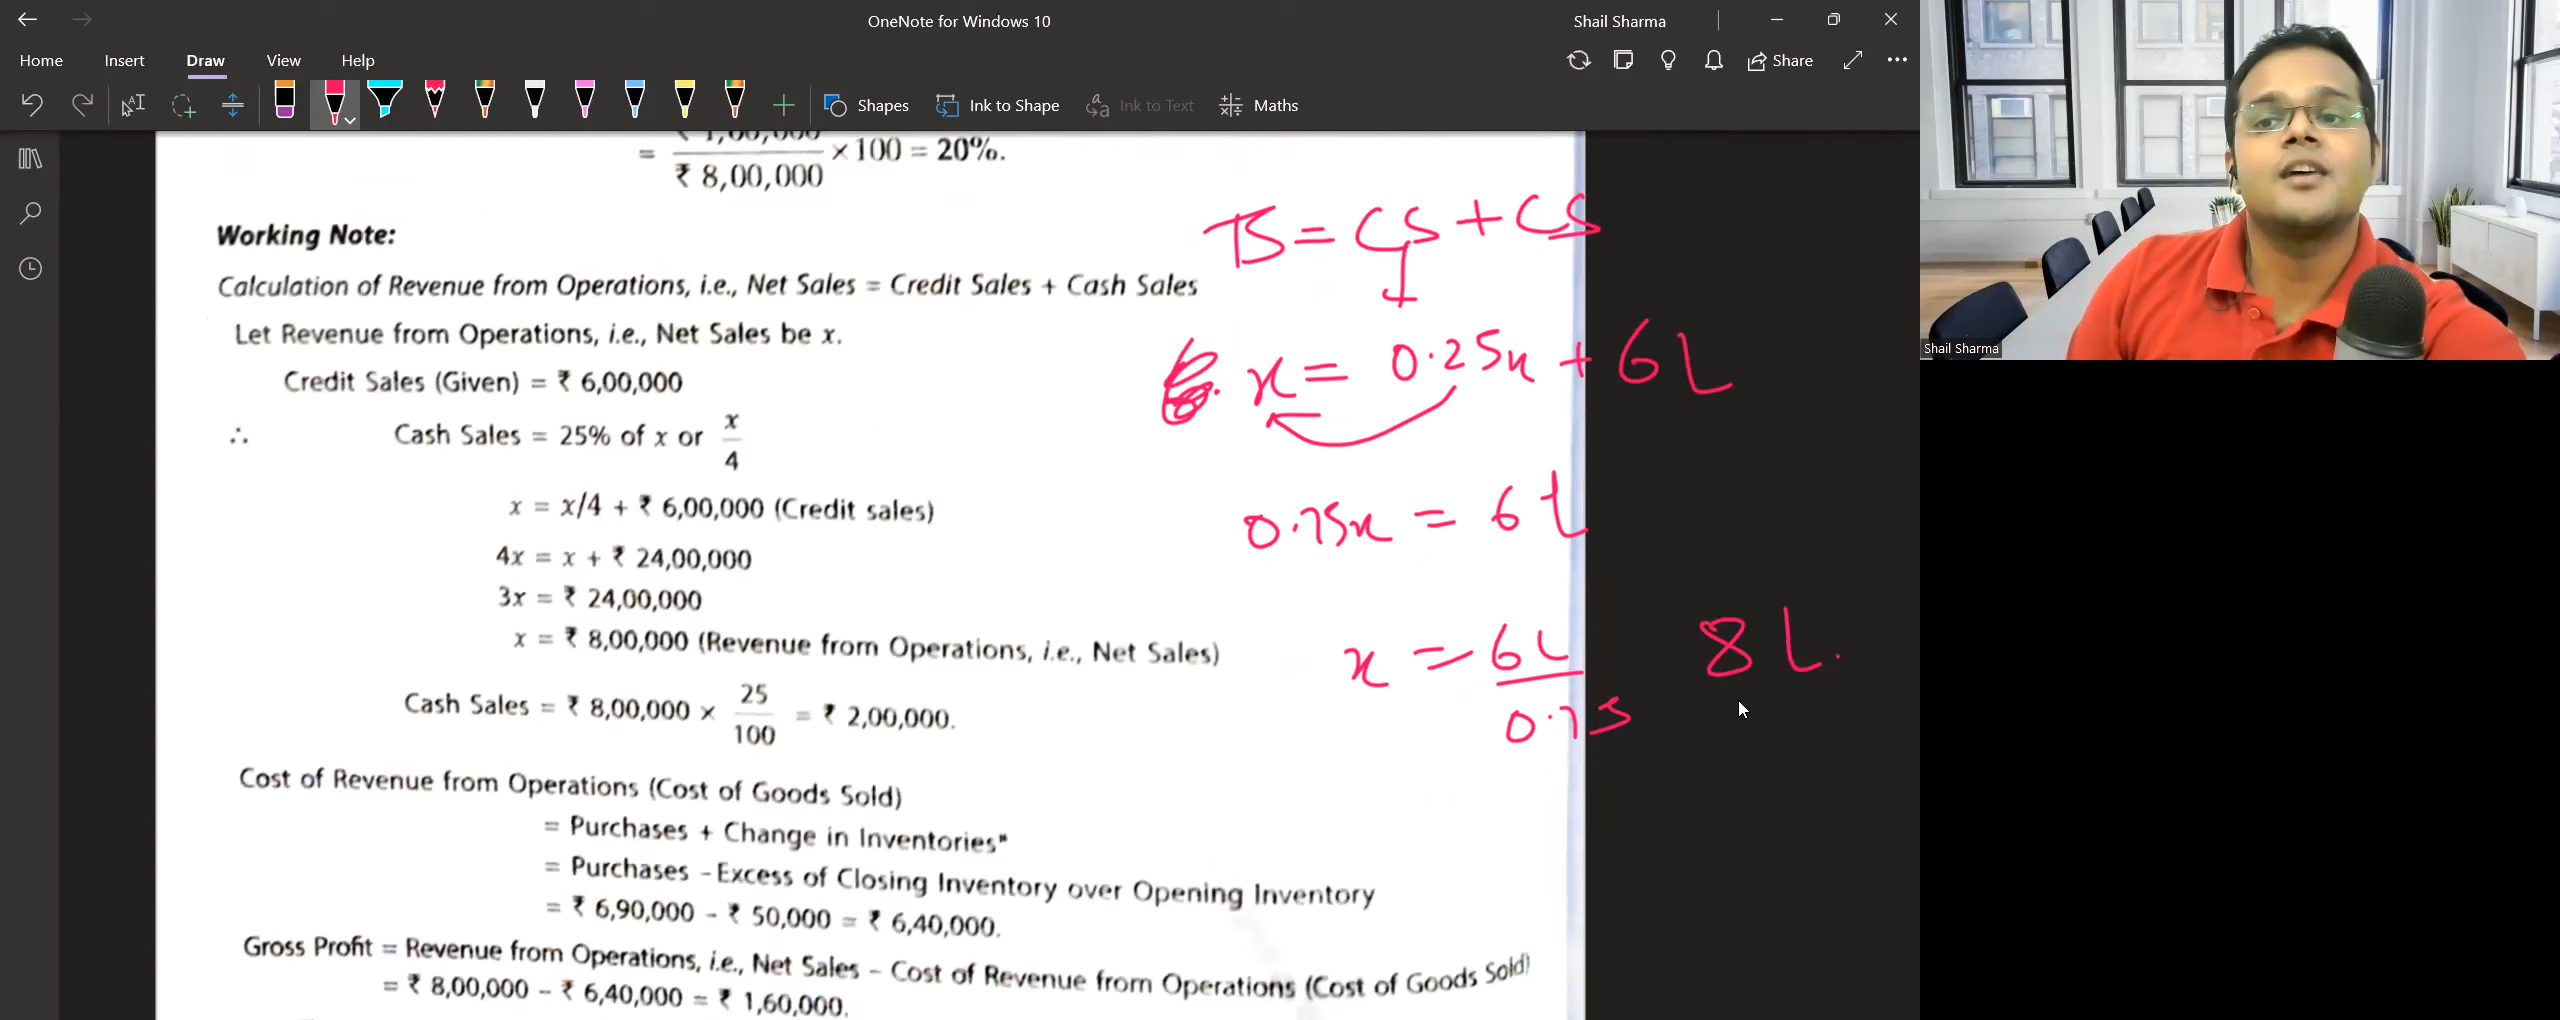 OneNote for Windows 10
Shail Sharma
Home Insert Draw View Help
Share
Shapes Ink to Shape Ink to Text Maths
= ₹ 8,00,000 × 100 = 20%.
TS = CS + CS
Working Note:
Calculation of Revenue from Operations, i.e., Net Sales = Credit Sales + Cash Sales
Let Revenue from Operations, i.e., Net Sales be x.
x = 0.25x + 6L
Credit Sales (Given) = ₹ 6,00,000
∴ Cash Sales = 25% of x or x/4
x = x/4 + ₹ 6,00,000 (Credit sales)
0.75x = 6L
4x = x + ₹ 24,00,000
3x = ₹ 24,00,000
x = ₹ 8,00,000 (Revenue from Operations, i.e., Net Sales)
x = 6L/0.75 8L.
Cash Sales = ₹ 8,00,000 × 25/100 = ₹ 2,00,000.
Cost of Revenue from Operations (Cost of Goods Sold)
= Purchases + Change in Inventories*
= Purchases – Excess of Closing Inventory over Opening Inventory
= ₹ 6,90,000 – ₹ 50,000 = ₹ 6,40,000.
Gross Profit = Revenue from Operations, i.e., Net Sales – Cost of Revenue from Operations (Cost of Goods Sold)
= ₹ 8,00,000 – ₹ 6,40,000 = ₹ 1,60,000.
Shail Sharma